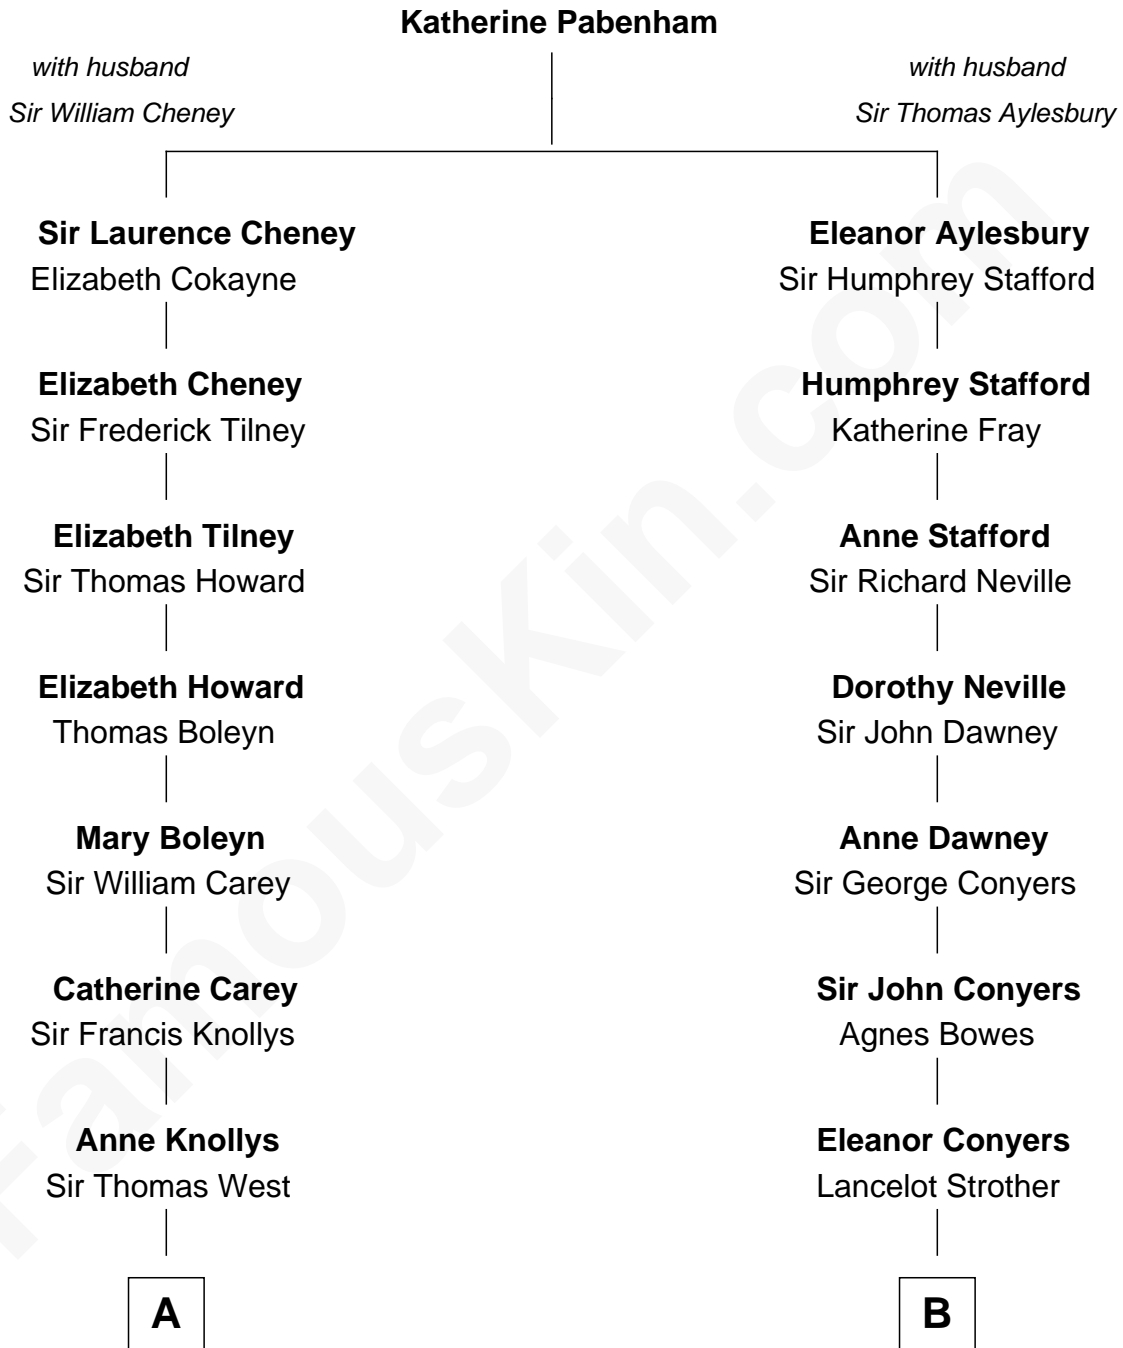 Katherine Pabenham
with husband
Sir William Cheney
with husband
Sir Thomas Aylesbury
Sir Laurence Cheney
Elizabeth Cokayne
Eleanor Aylesbury
Sir Humphrey Stafford
Elizabeth Cheney
Sir Frederick Tilney
Humphrey Stafford
Katherine Fray
Elizabeth Tilney
Sir Thomas Howard
Anne Stafford
Sir Richard Neville
Elizabeth Howard
Thomas Boleyn
Dorothy Neville
Sir John Dawney
Mary Boleyn
Sir William Carey
Anne Dawney
Sir George Conyers
Catherine Carey
Sir Francis Knollys
Sir John Conyers
Agnes Bowes
Anne Knollys
Sir Thomas West
Eleanor Conyers
Lancelot Strother
A
B
FamousKin.com